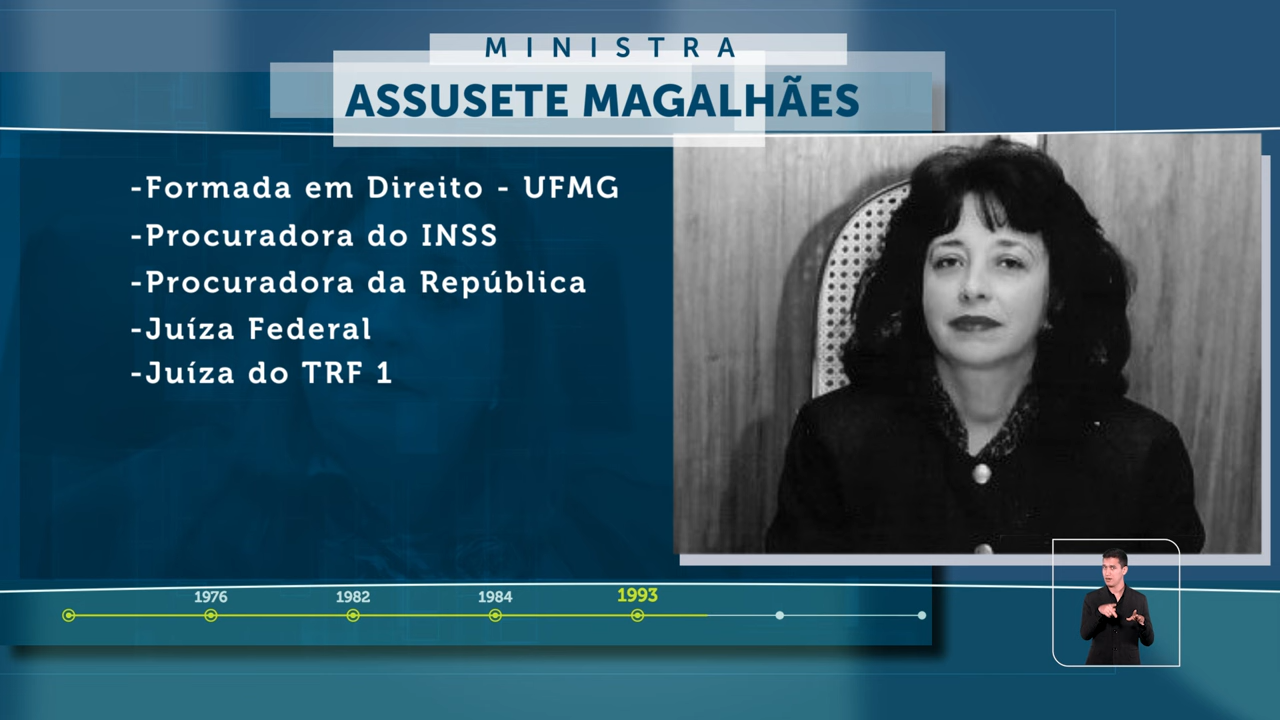 MINISTRA
ASSUSETE MAGALHÃES
-Formada em Direito - UFMG
-Procuradora do INSS
-Procuradora da República
-Juíza Federal
-Juíza do TRF 1
1976 1982 1984 1993